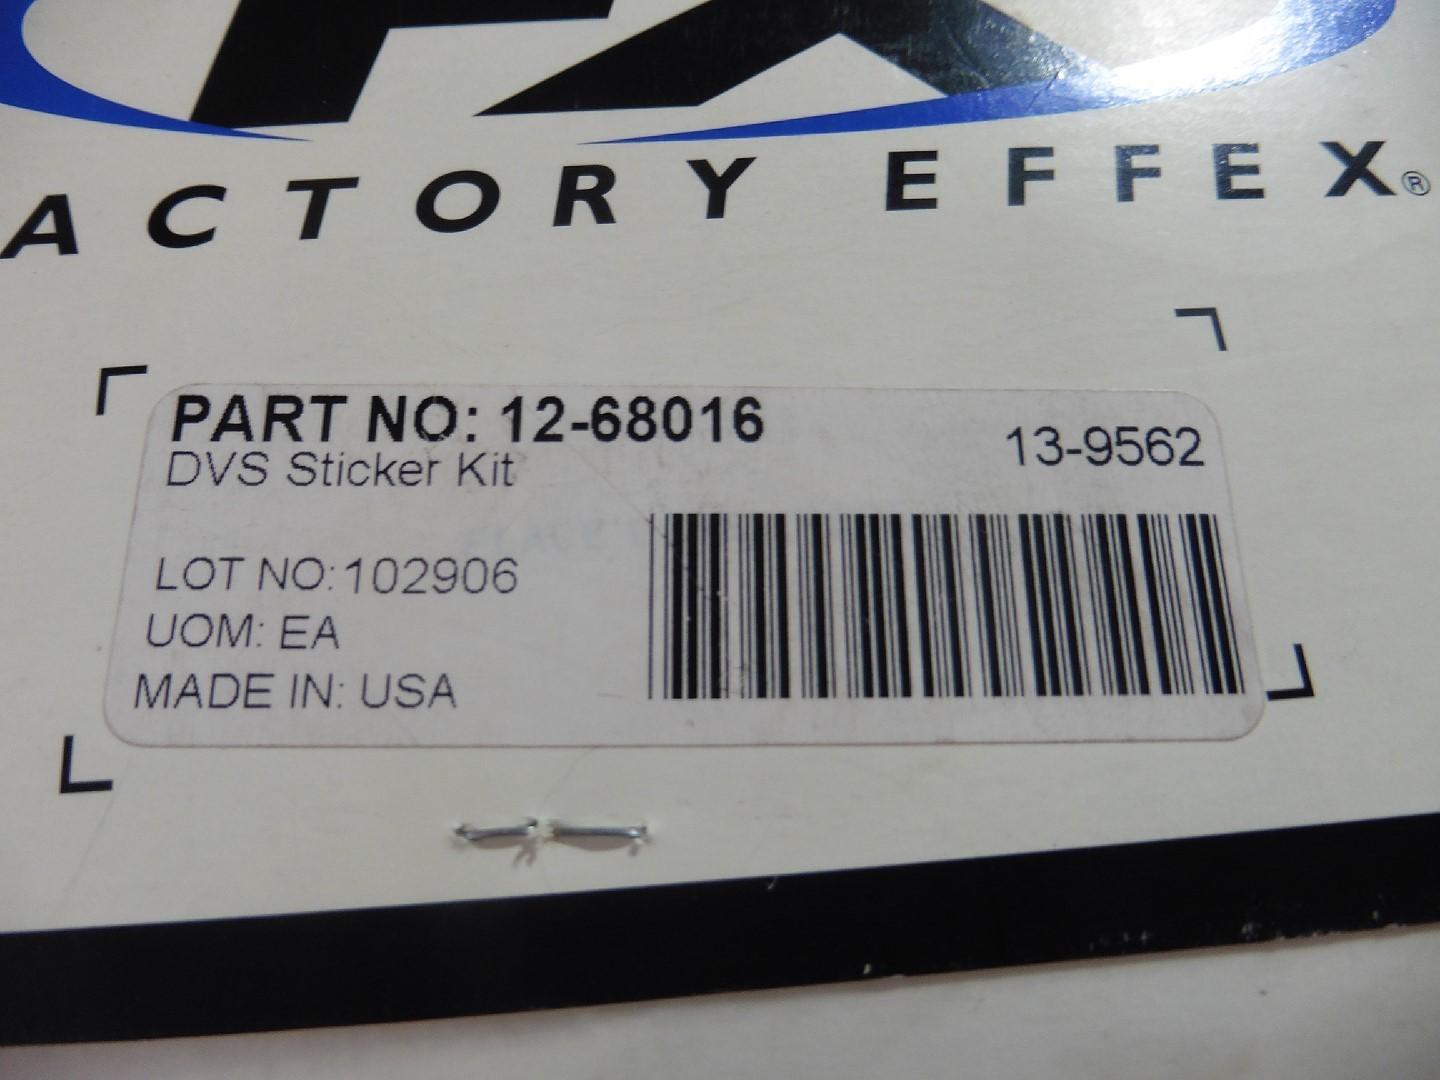 FX
ACTORY EFFEX®
PART NO: 12-68016
13-9562
DVS Sticker Kit
LOT NO:102906
UOM: EA
MADE IN: USA